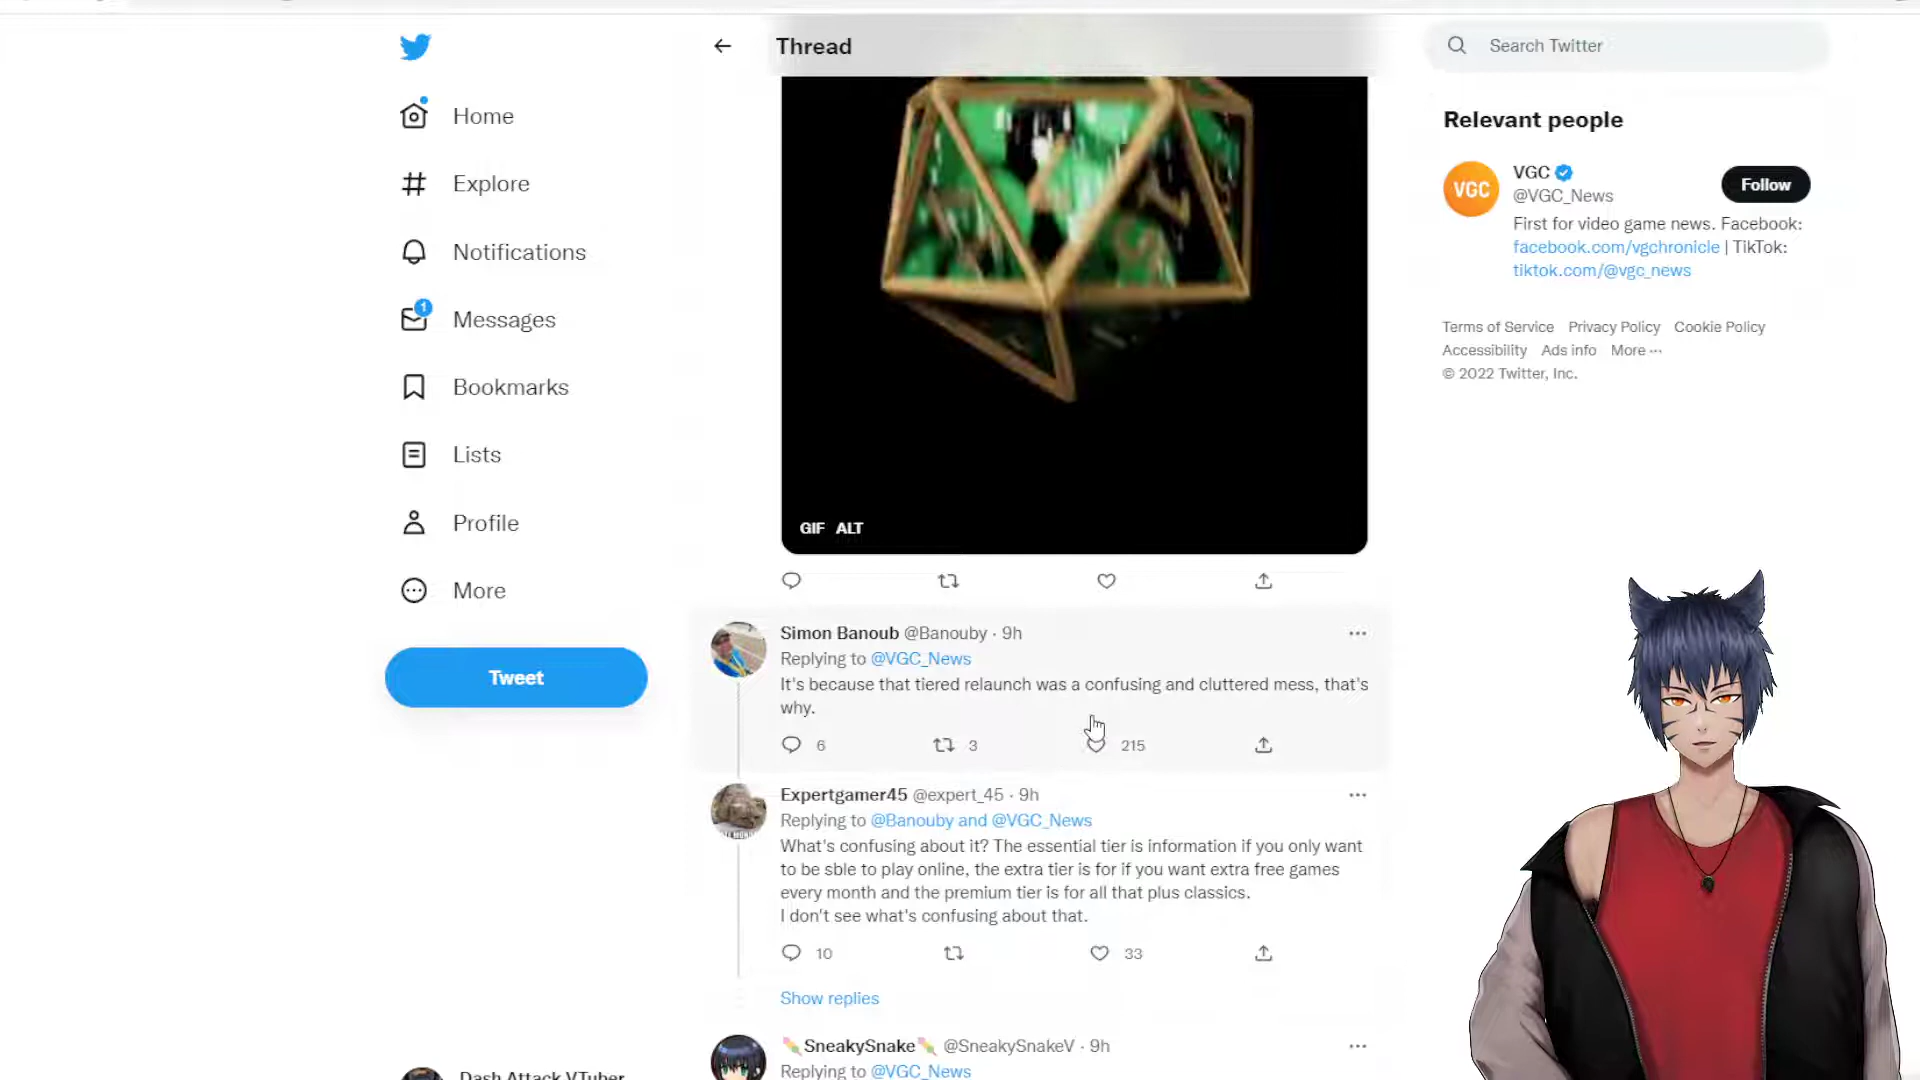 Thread
Search Twitter
Home
Explore
Notifications
1
Messages
Bookmarks
Lists
Profile
More
Tweet
GIF ALT
Simon Banoub @Banouby · 9h
Replying to @VGC_News
It's because that tiered relaunch was a confusing and cluttered mess, that's
why.
6 3 215
Expertgamer45 @expert_45 · 9h
Replying to @Banouby and @VGC_News
What's confusing about it? The essential tier is information if you only want
to be sble to play online, the extra tier is for if you want extra free games
every month and the premium tier is for all that plus classics.
I don't see what's confusing about that.
10 33
Show replies
SneakySnake @SneakySnakeV · 9h
Replying to @VGC_News
Dash Attack VTuber
Relevant people
VGC
VGC
@VGC_News
Follow
First for video game news. Facebook:
facebook.com/vgchronicle | TikTok:
tiktok.com/@vgc_news
Terms of Service Privacy Policy Cookie Policy
Accessibility Ads info More ···
© 2022 Twitter, Inc.